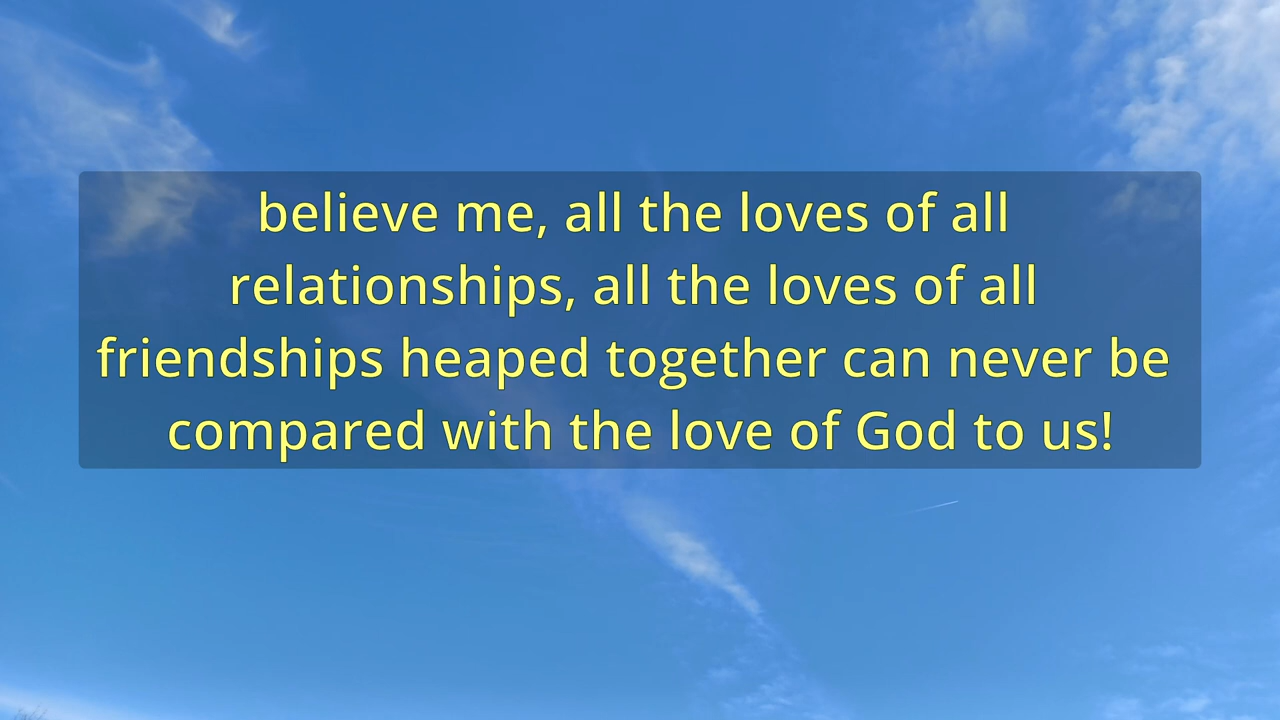 believe me, all the loves of all
relationships, all the loves of all
friendships heaped together can never be
compared with the love of God to us!